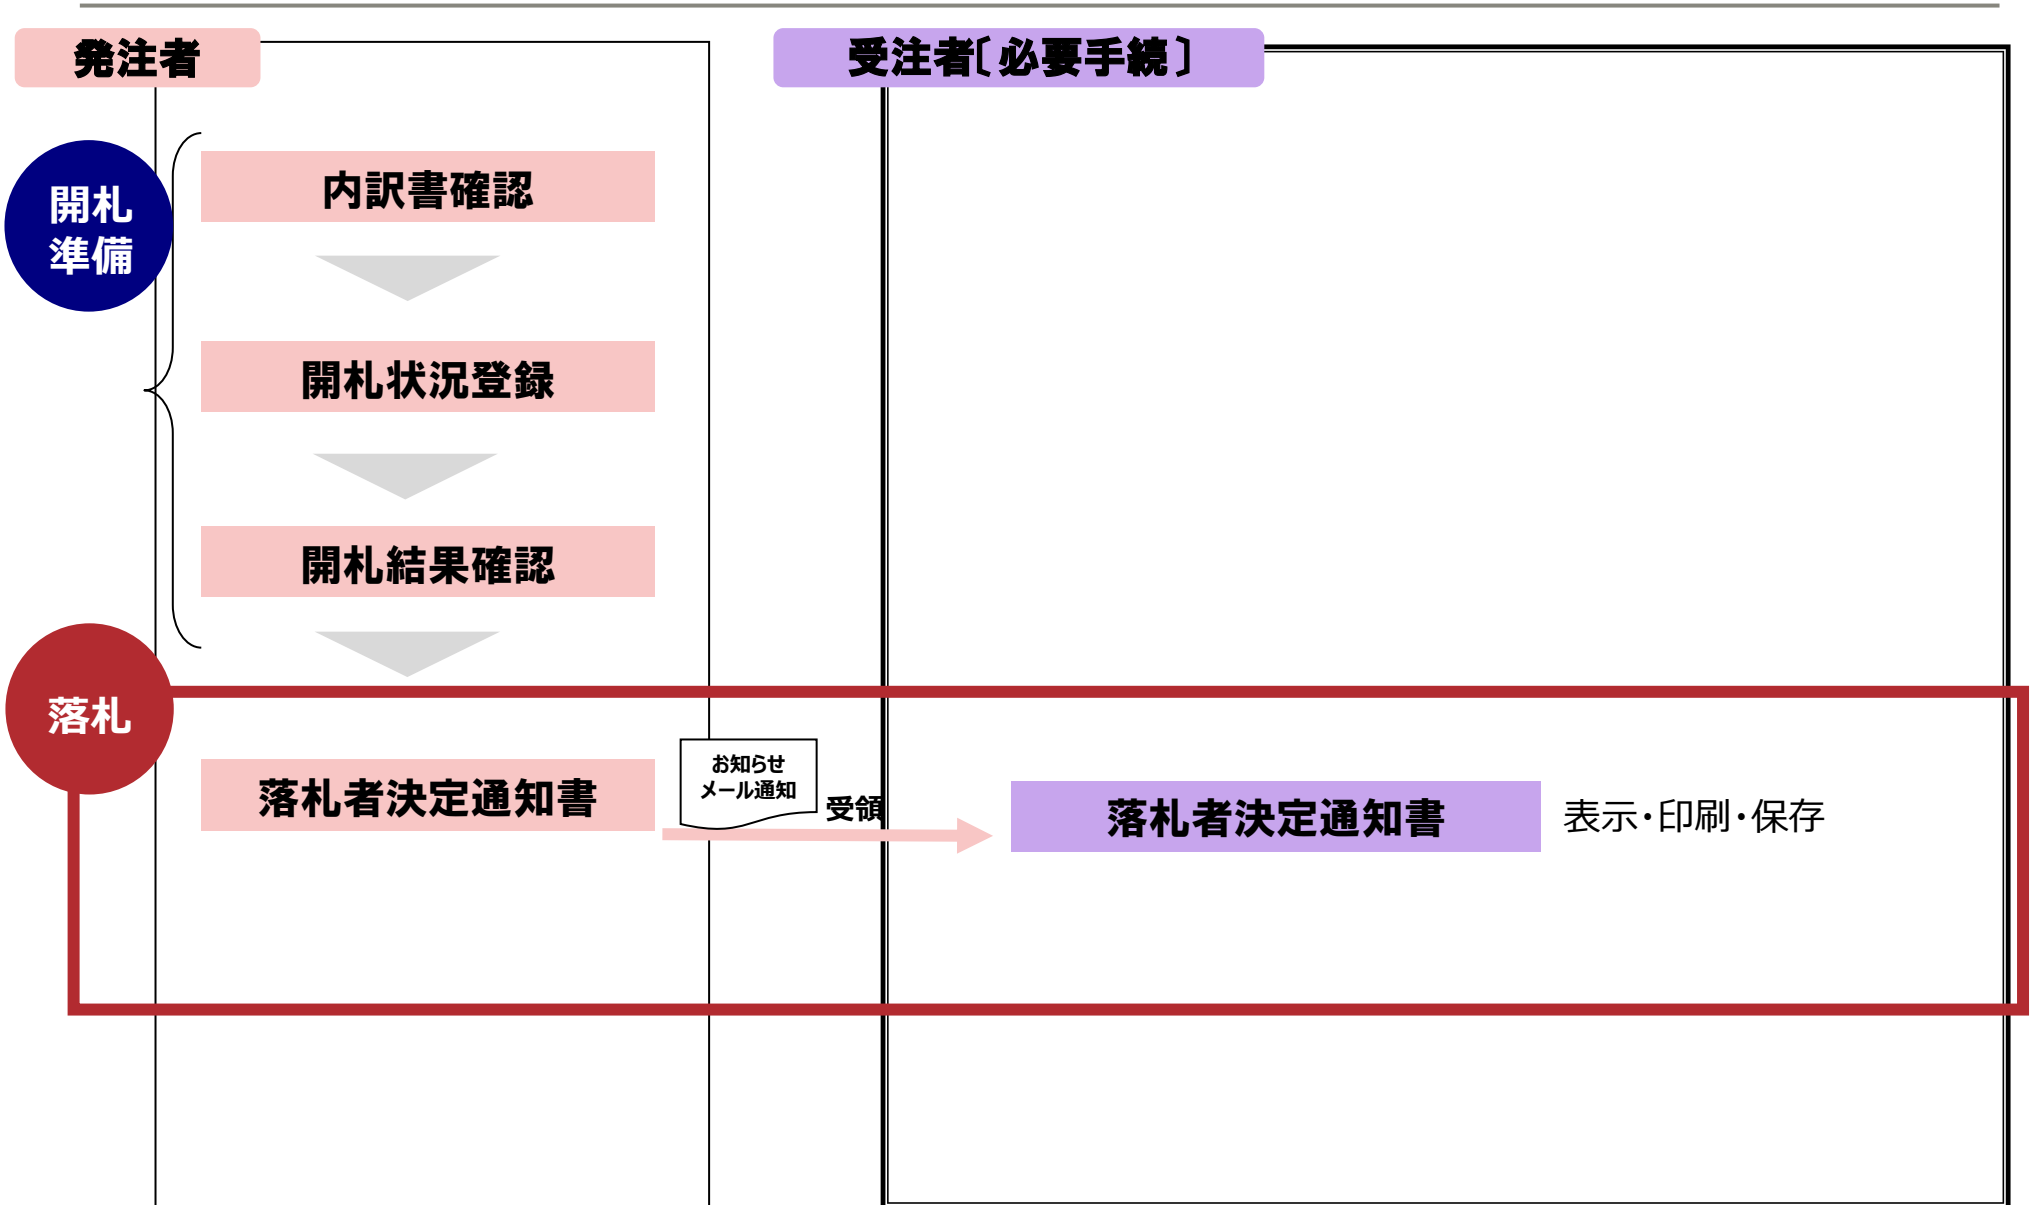 発注者
受注者〔必要手続〕
開札
準備
内訳書確認
開札状況登録
開札結果確認
落札
落札者決定通知書
お知らせ
メール通知
受領
落札者決定通知書
表示・印刷・保存